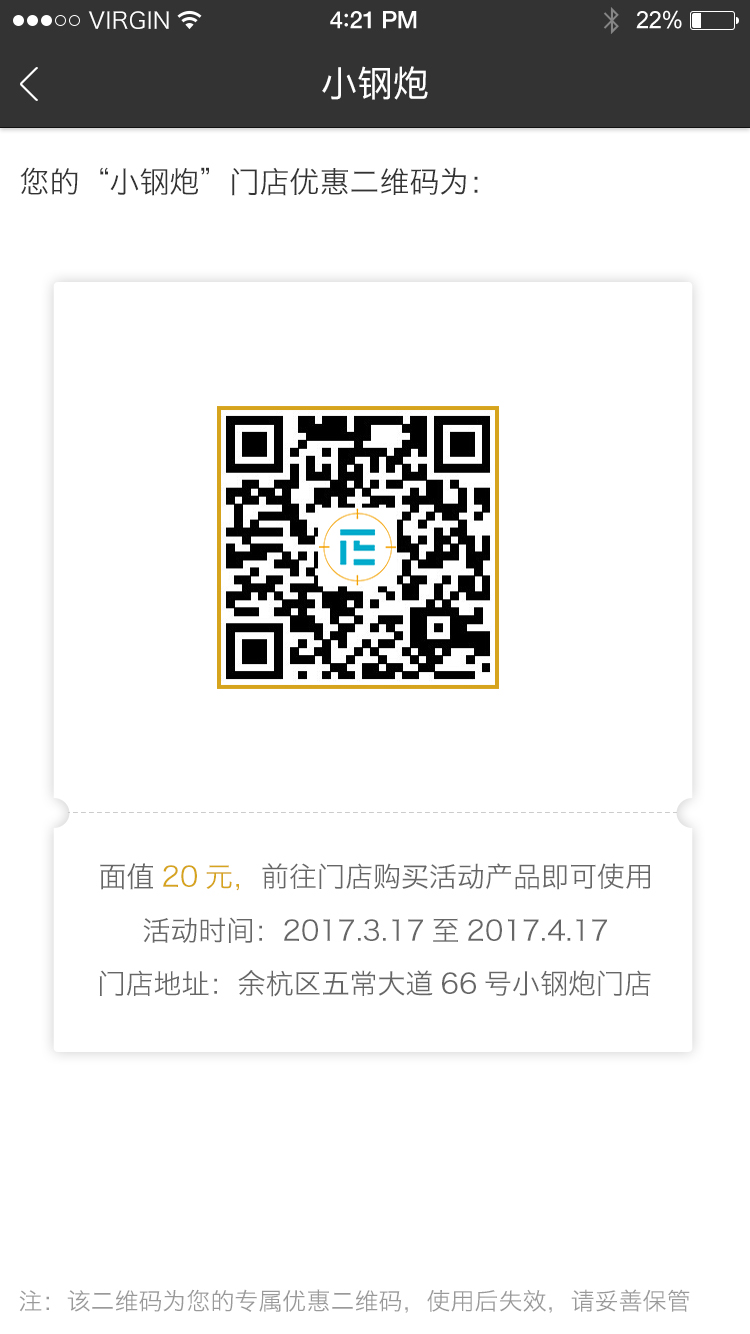 VIRGIN 4:21 PM 22%
小钢炮
您的“小钢炮”门店优惠二维码为：
面值 20 元，前往门店购买活动产品即可使用
活动时间：2017.3.17 至 2017.4.17
门店地址：余杭区五常大道 66 号小钢炮门店
注：该二维码为您的专属优惠二维码，使用后失效，请妥善保管